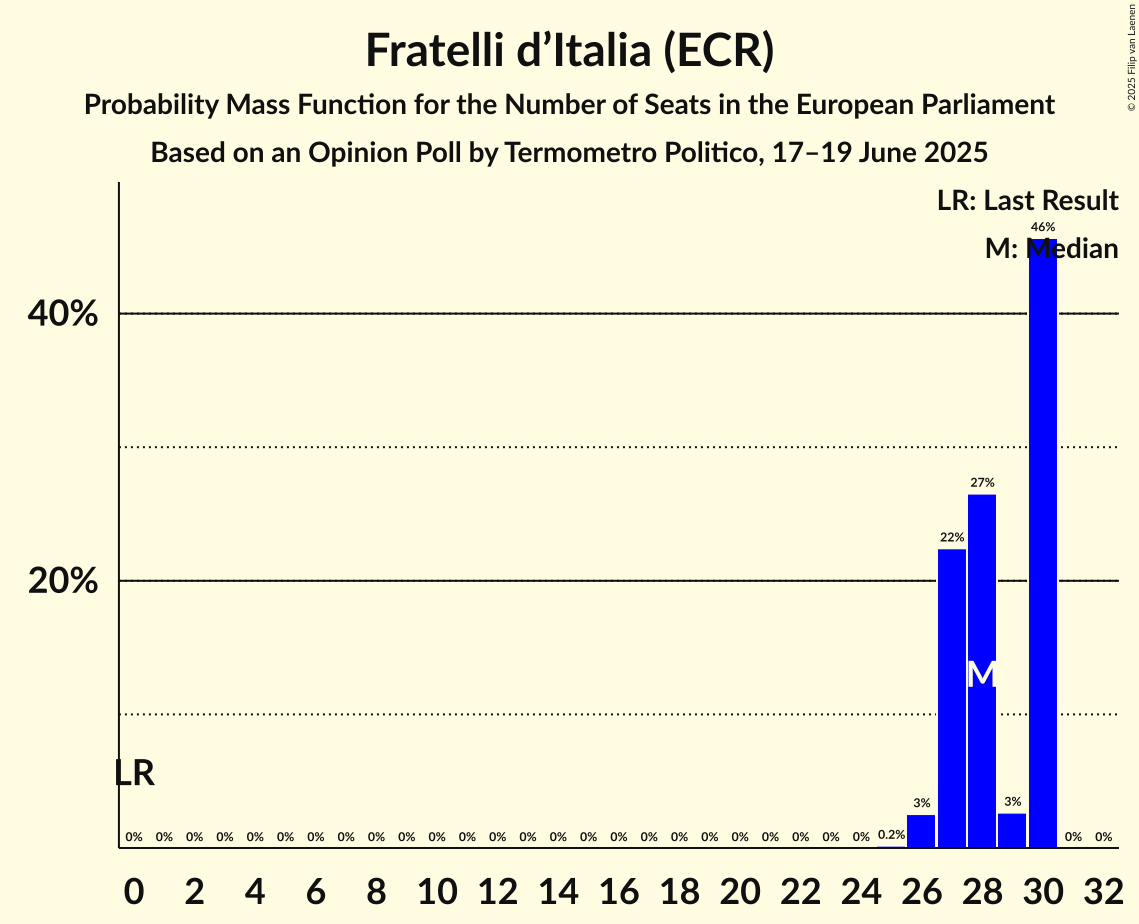 Fratelli d’Italia (ECR)
Probability Mass Function for the Number of Seats in the European Parliament
Based on an Opinion Poll by Termometro Politico, 17–19 June 2025
© 2025 Filip van Laenen
LR: Last Result
M: Median
46%
40%
27%
22%
20%
M
LR
3% 3%
0% 0% 0% 0% 0% 0% 0% 0% 0% 0% 0% 0% 0% 0% 0% 0% 0% 0% 0% 0% 0% 0% 0% 0% 0% 0.2% 0% 0%
0 2 4 6 8 10 12 14 16 18 20 22 24 26 28 30 32